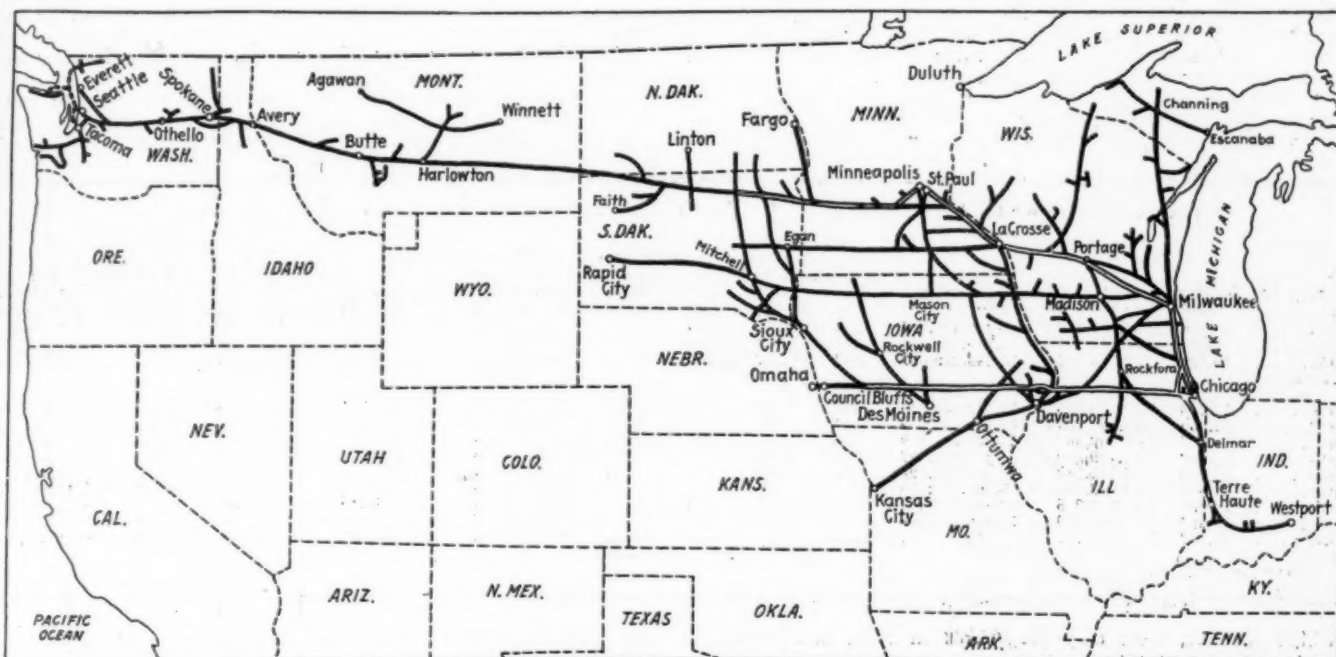 LAKE SUPERIOR
Everett
Seattle
Spokane
Agawan
MONT.
Winnett
Avery
Othello
Tacoma
WASH.
Butte
Harlowton
N. DAK.
Fargo
Linton
MINN.
Duluth
WIS.
Channing
Escanaba
Minneapolis
St. Paul
Faith
S. DAK.
Egan
La Crosse
Portage
LAKE MICHIGAN
ORE.
IDAHO
WYO.
Rapid
City
Mitchell
Mason
City
Madison
Milwaukee
Sioux
City
IOWA
Rockwell
City
NEBR.
Omaha
Rockford
Chicago
Council Bluffs
Des Moines
Davenport
Ottumwa
Delmar
NEV.
UTAH
COLO.
KANS.
Kansas
City
ILL
IND.
Terre
Haute
Westport
CAL.
MO.
ARIZ.
N. MEX.
TEXAS
OKLA.
ARK.
KY.
TENN.
PACIFIC
OCEAN